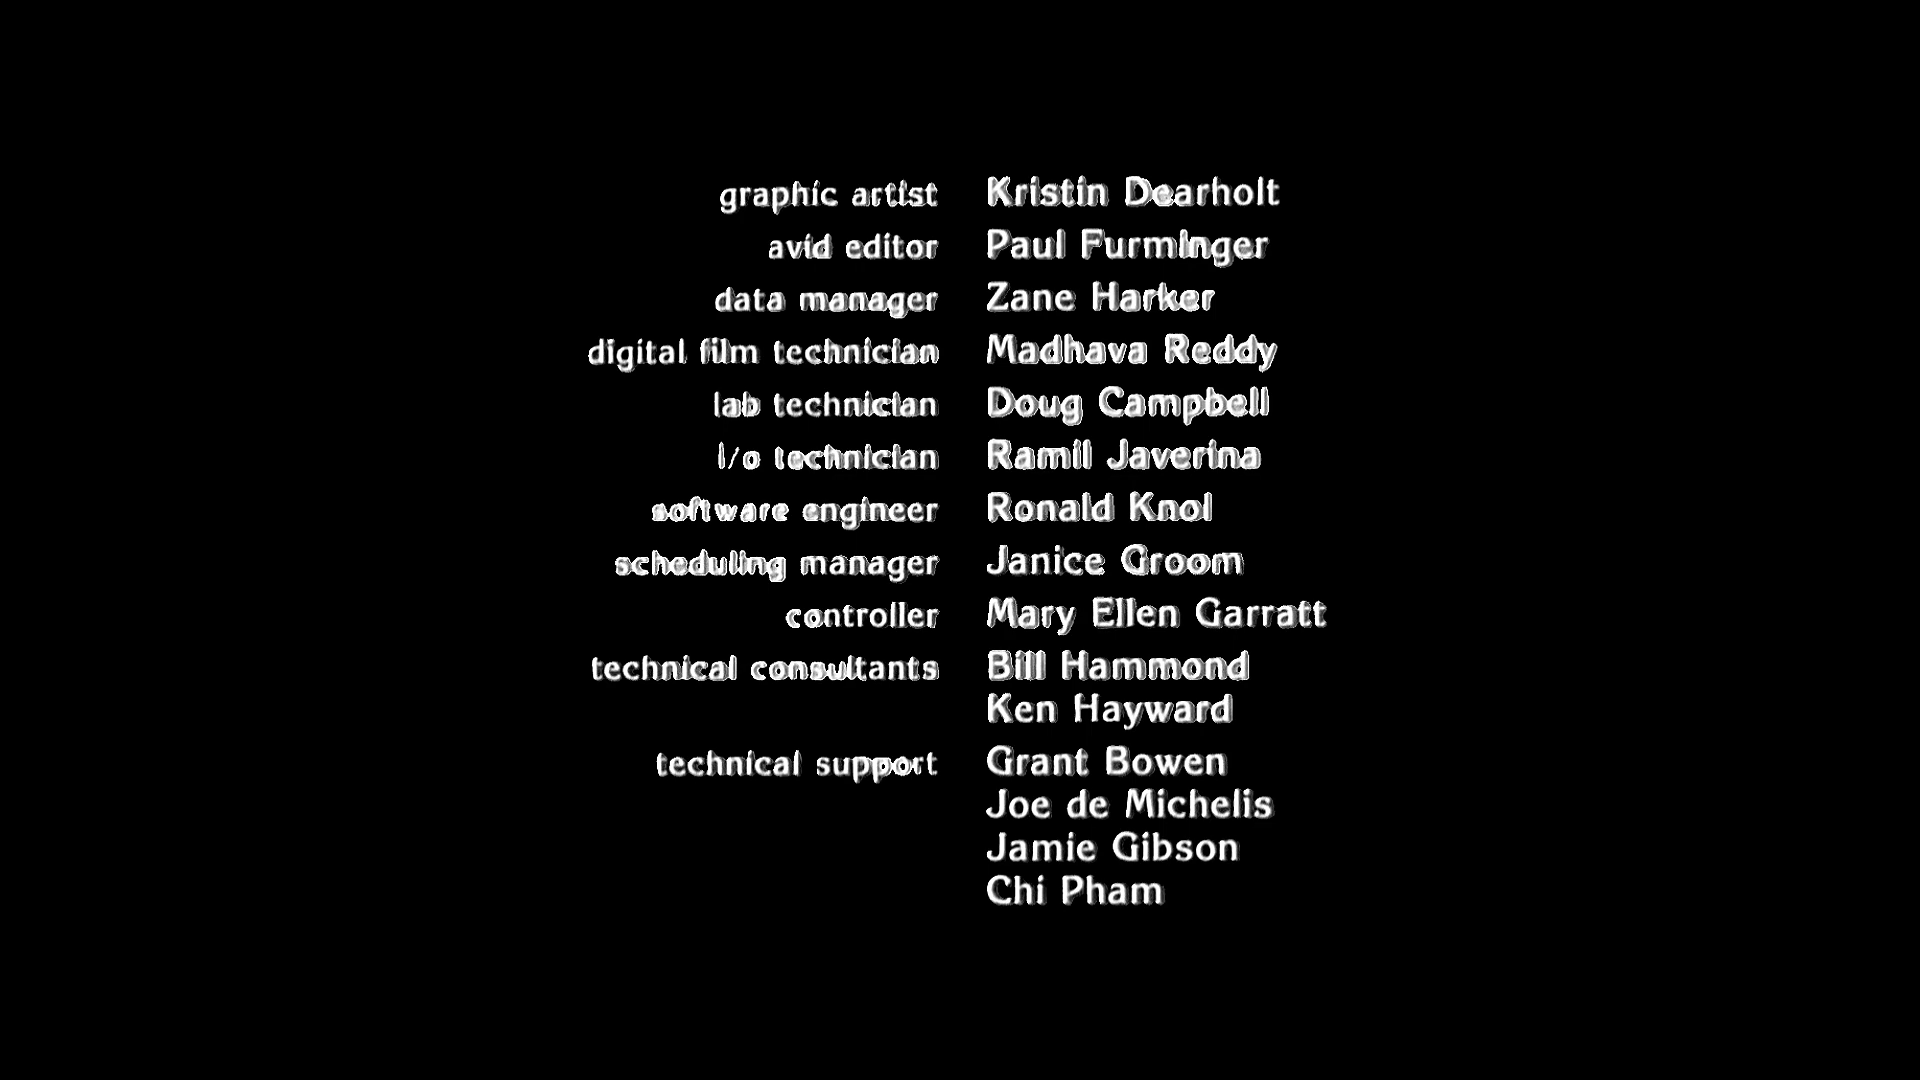 graphic artist Kristin Dearholt
avid editor Paul Furminger
data manager Zane Harker
digital film technician Madhava Reddy
lab technician Doug Campbell
i/o technician Ramil Javerina
software engineer Ronald Knol
scheduling manager Janice Groom
controller Mary Ellen Garratt
technical consultants Bill Hammond
Ken Hayward
technical support Grant Bowen
Joe de Michelis
Jamie Gibson
Chi Pham